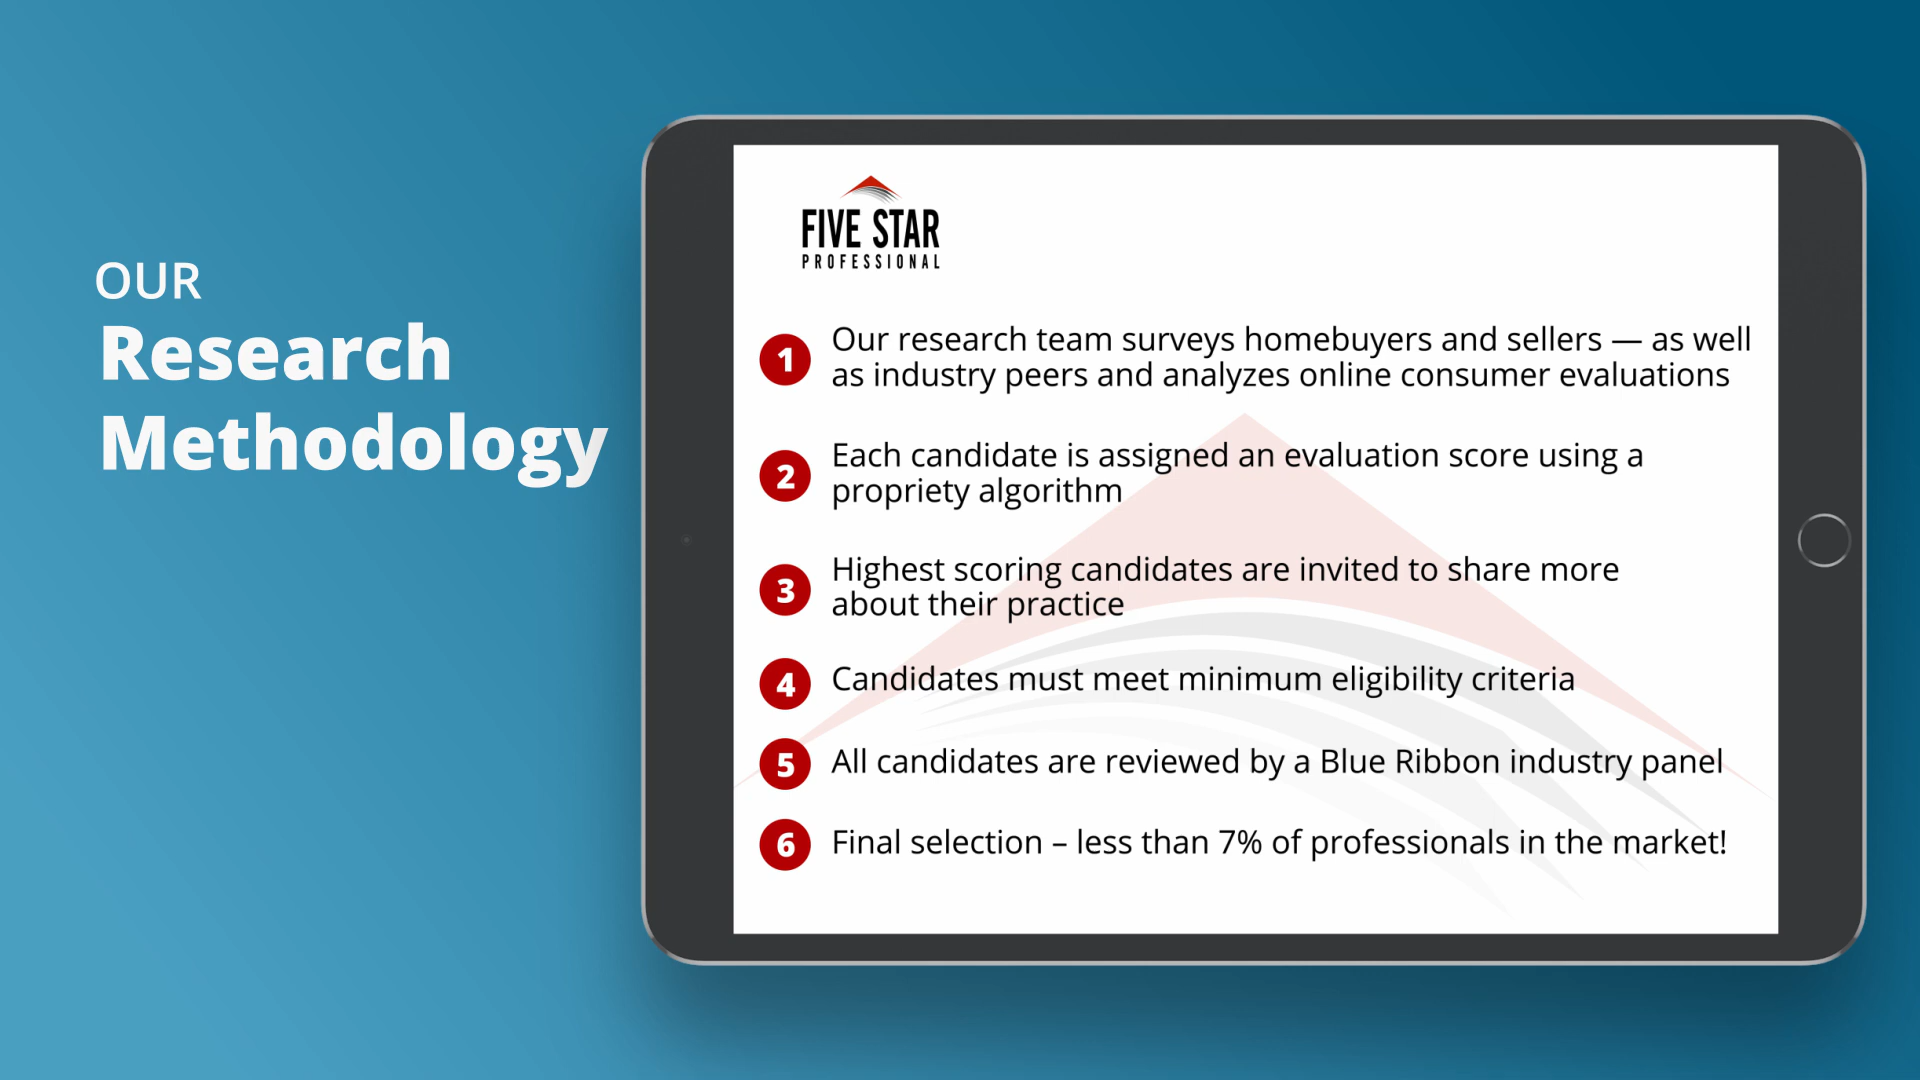 OUR
Research
Methodology
FIVE STAR
PROFESSIONAL
1 Our research team surveys homebuyers and sellers — as well
as industry peers and analyzes online consumer evaluations
2 Each candidate is assigned an evaluation score using a
propriety algorithm
3 Highest scoring candidates are invited to share more
about their practice
4 Candidates must meet minimum eligibility criteria
5 All candidates are reviewed by a Blue Ribbon industry panel
6 Final selection – less than 7% of professionals in the market!